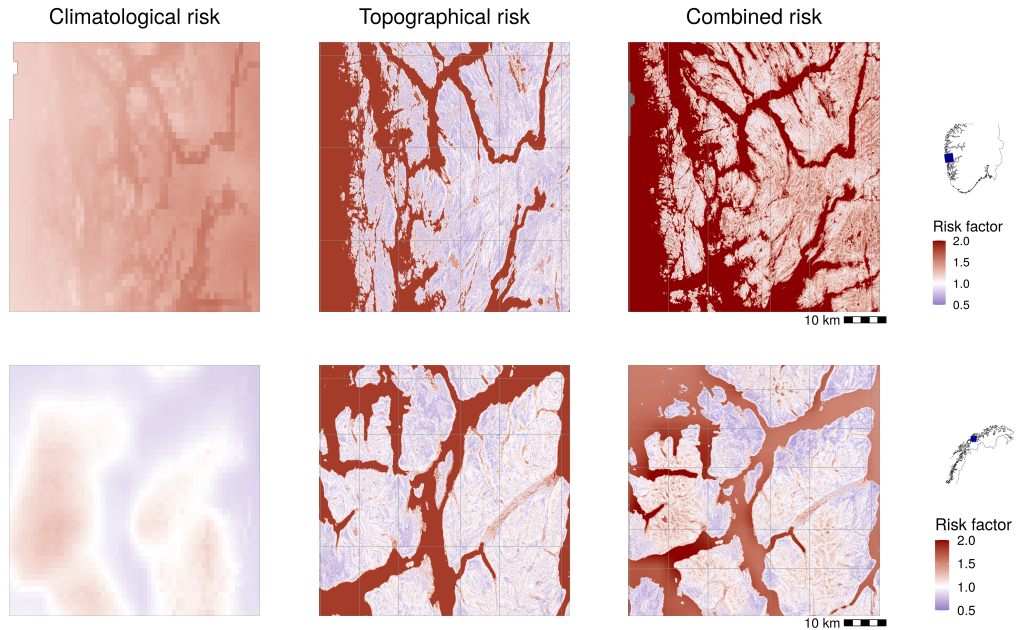 Climatological risk
Topographical risk
Combined risk
Risk factor
2.0
1.5
1.0
0.5
10 km
Risk factor
2.0
1.5
1.0
0.5
10 km